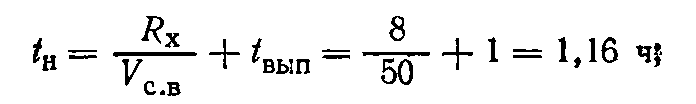 t_н = R_х / V_с.в + t_вып = 8 / 50 + 1 = 1,16 ч;